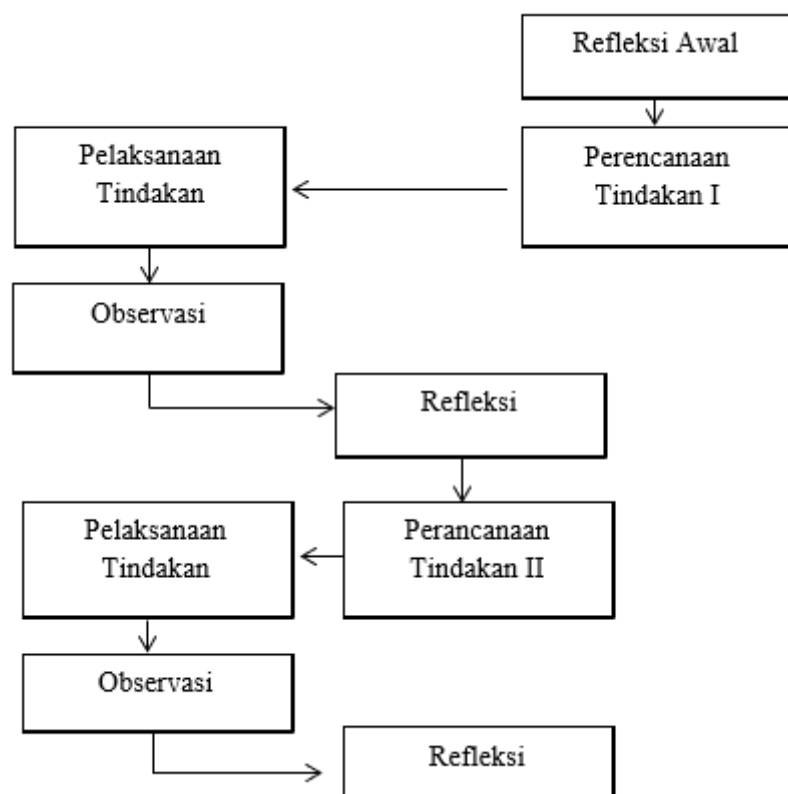 Refleksi Awal
Perencanaan
Tindakan I
Pelaksanaan
Tindakan
Observasi
Refleksi
Perancanaan
Tindakan II
Pelaksanaan
Tindakan
Observasi
Refleksi